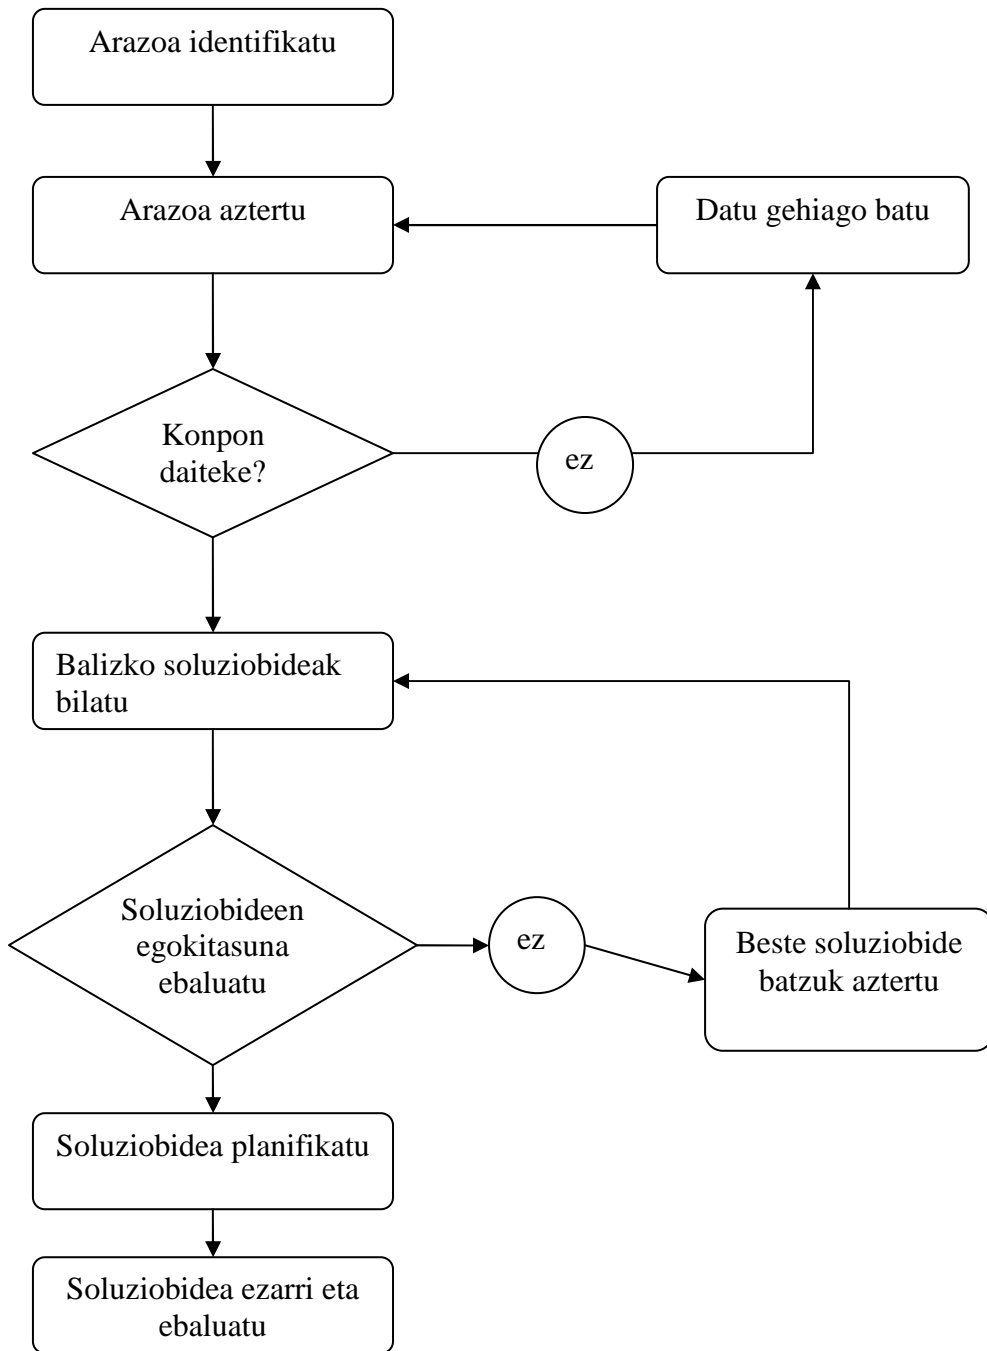 Arazoa identifikatu
Arazoa aztertu
Datu gehiago batu
Konpon
daiteke?
ez
Balizko soluziobideak
bilatu
Soluziobideen
egokitasuna
ebaluatu
ez
Beste soluziobide
batzuk aztertu
Soluziobidea planifikatu
Soluziobidea ezarri eta
ebaluatu